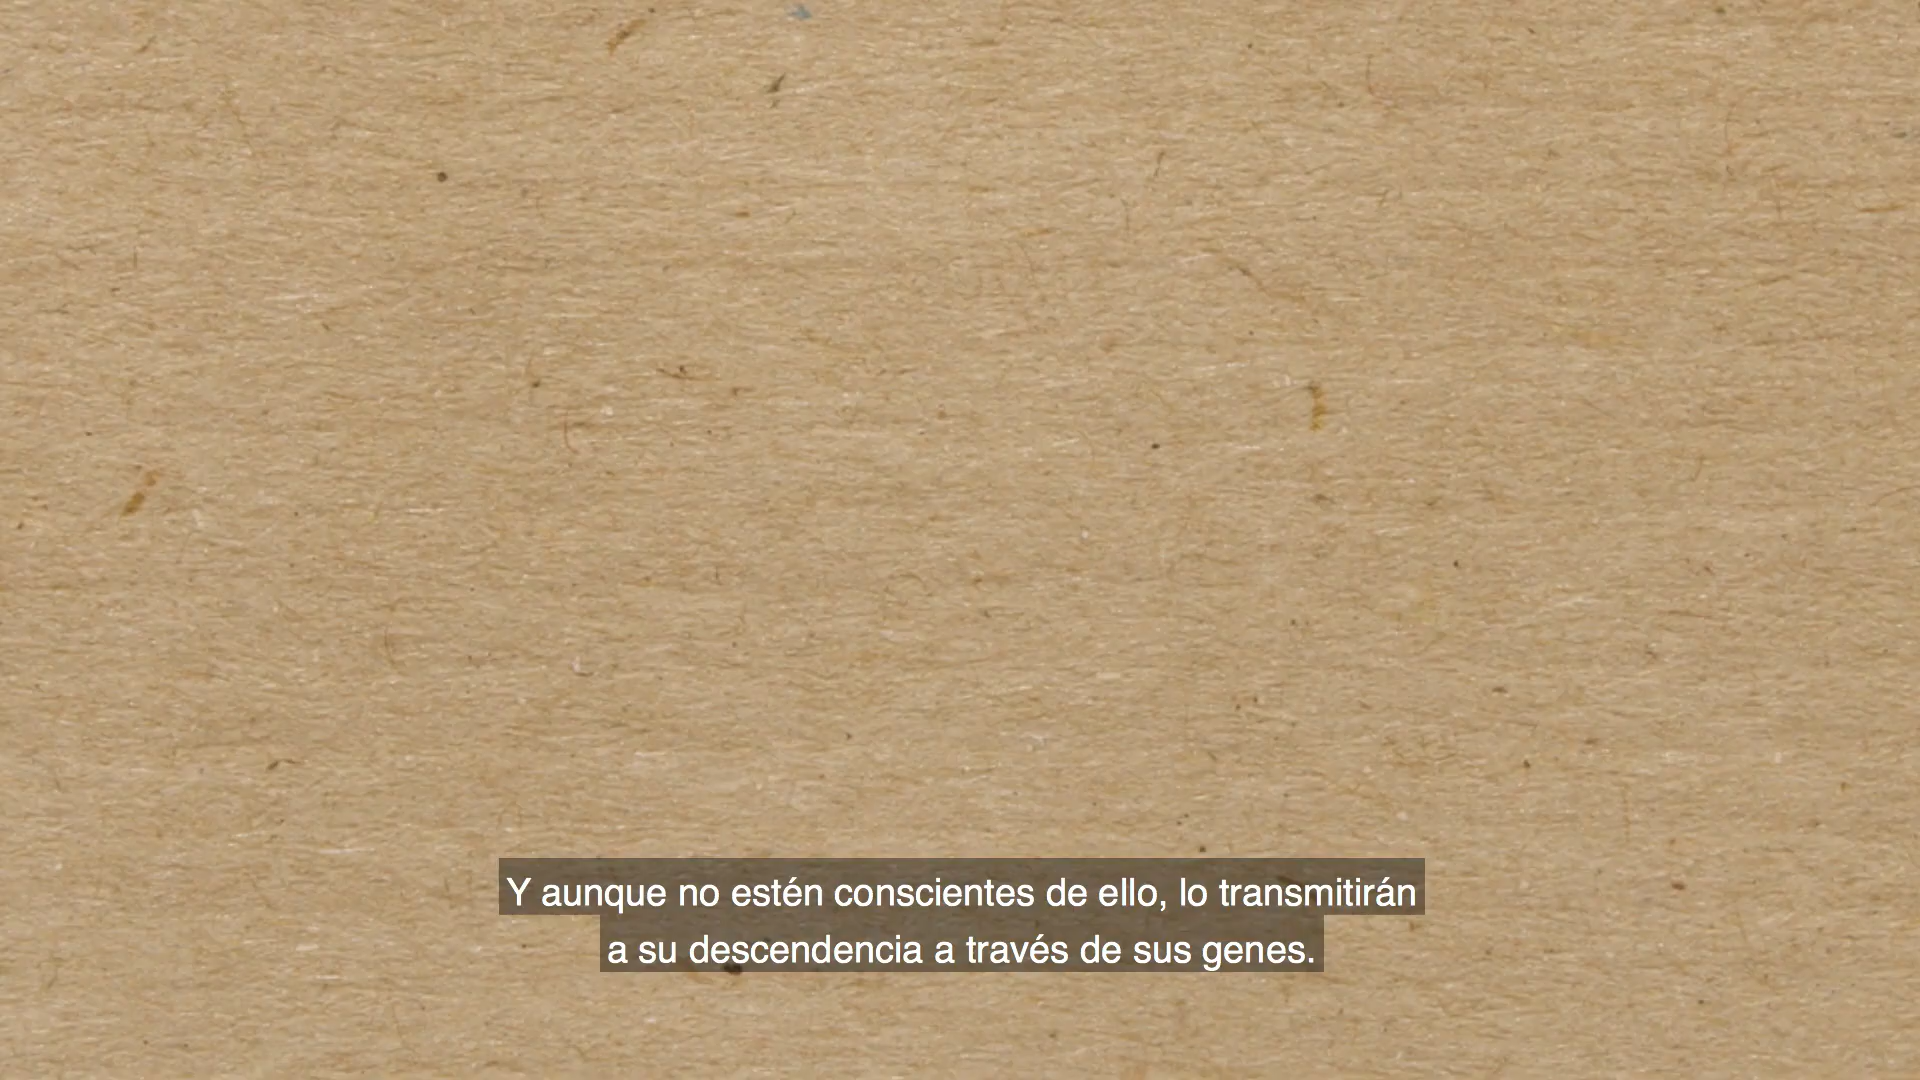 Y aunque no estén conscientes de ello, lo transmitirán
a su descendencia a través de sus genes.